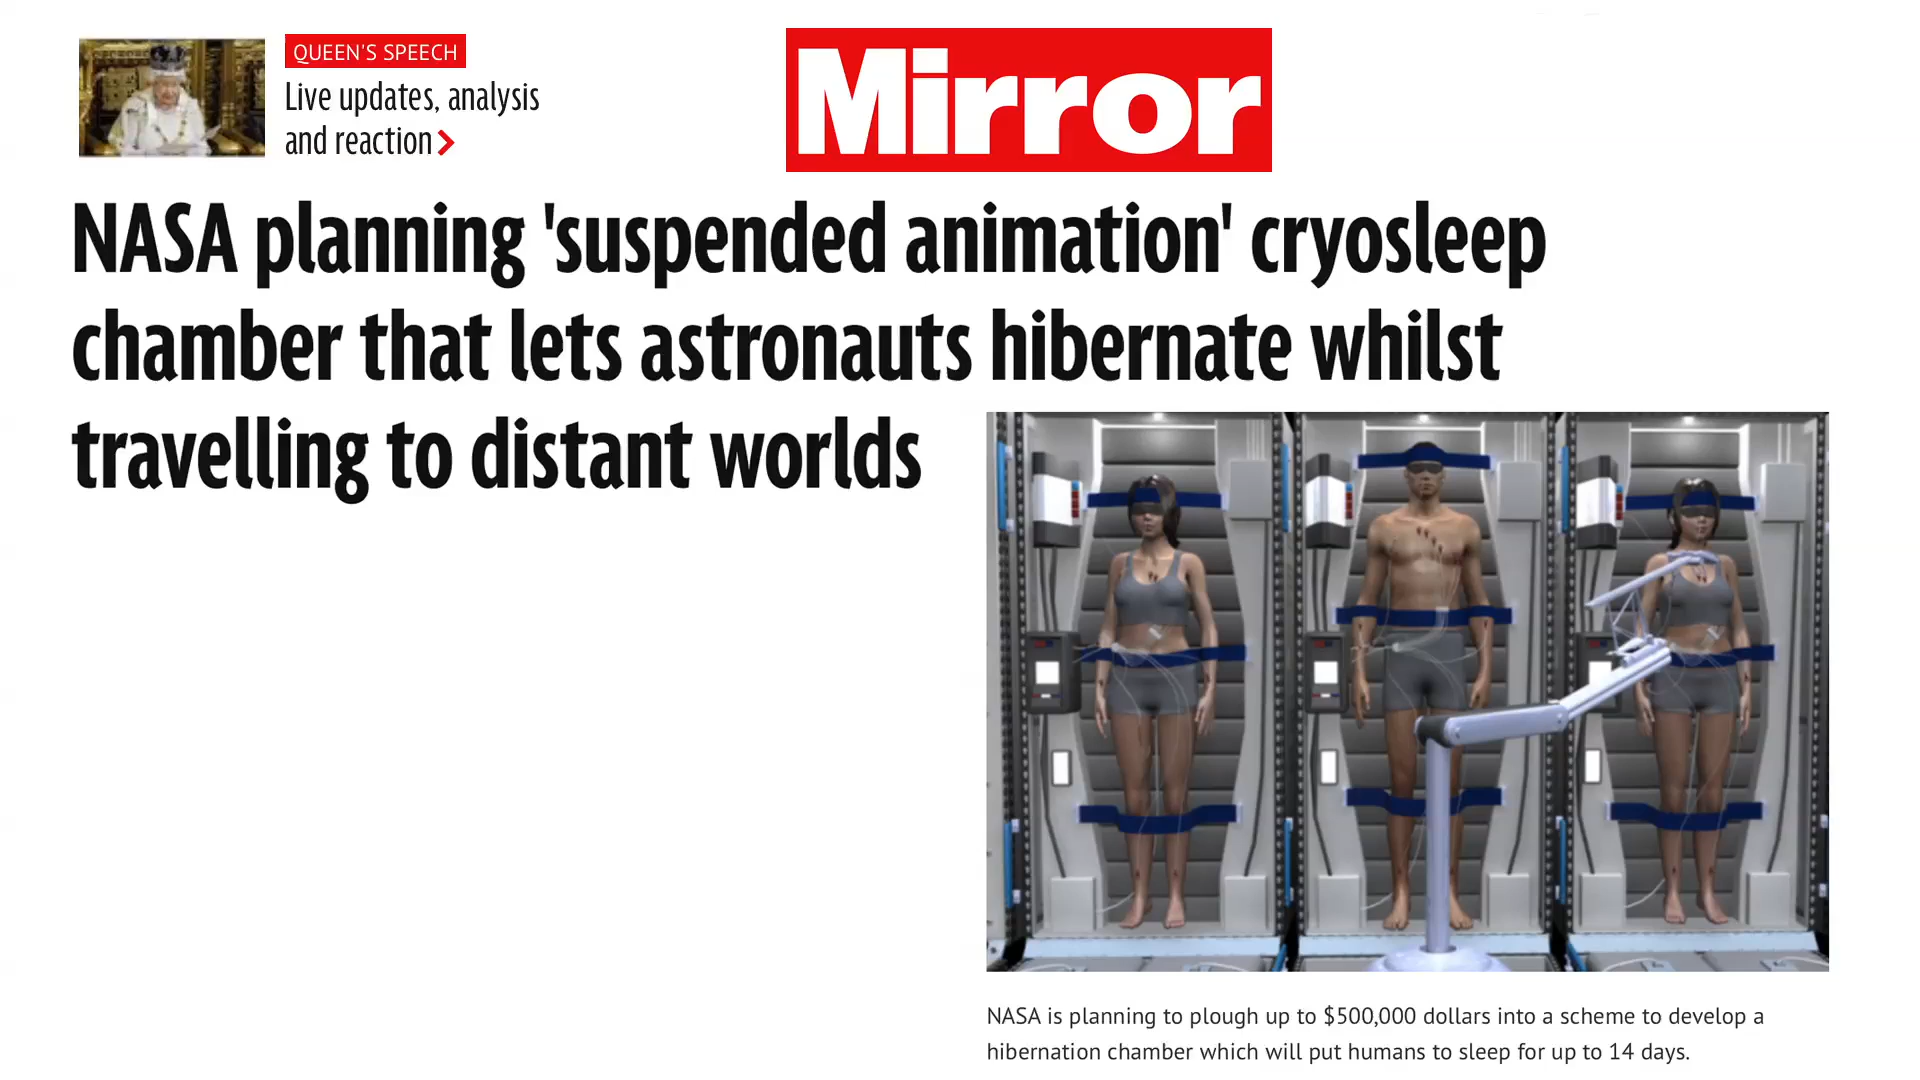 QUEEN'S SPEECH
Live updates, analysis
and reaction
Mirror
NASA planning 'suspended animation' cryosleep
chamber that lets astronauts hibernate whilst
travelling to distant worlds
NASA is planning to plough up to $500,000 dollars into a scheme to develop a
hibernation chamber which will put humans to sleep for up to 14 days.